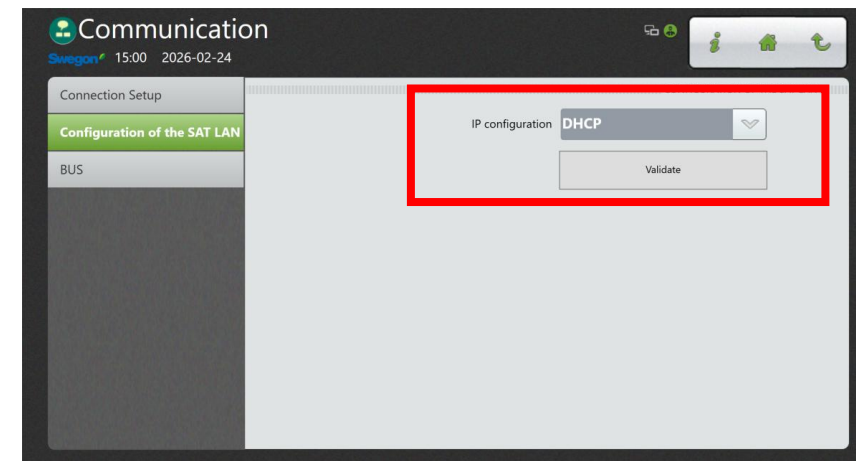 Communication
Swegon 15:00 2026-02-24
Connection Setup
Configuration of the SAT LAN
BUS
IP configuration DHCP
Validate
i